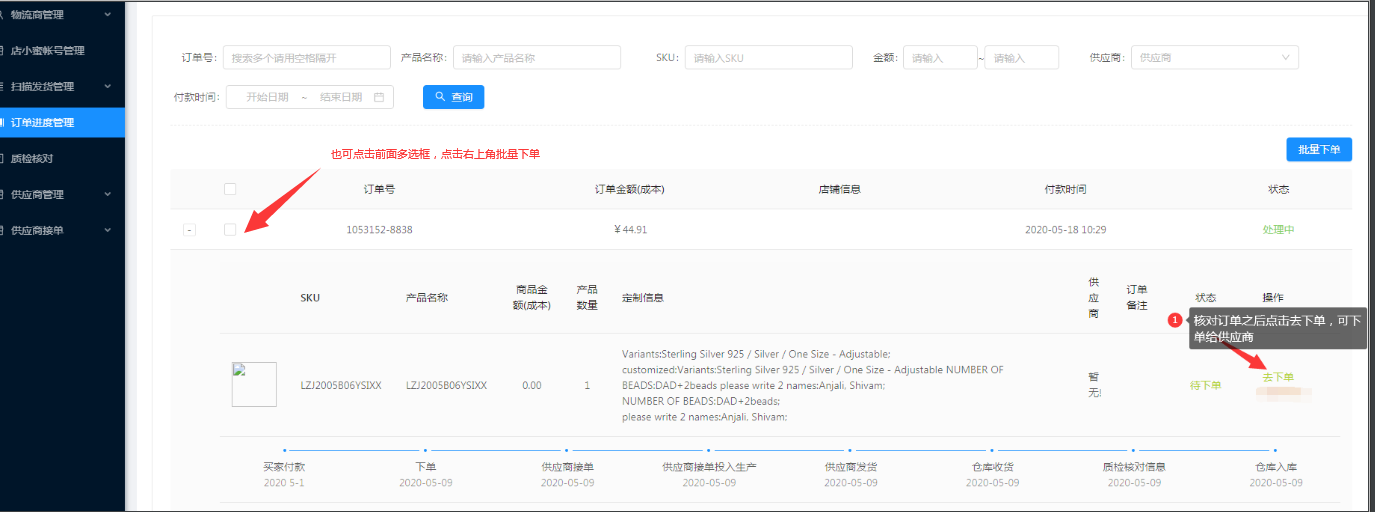 物流商管理
店小蜜帐号管理
扫描发货管理
订单进度管理
质检核对
供应商管理
供应商接单
订单号: 搜索多个请用空格隔开 产品名称: 请输入产品名称 SKU: 请输入SKU 金额: 请输入 ~ 请输入 供应商: 供应商
付款时间: 开始日期 ~ 结束日期 查询
批量下单
也可点击前面多选框，点击右上角批量下单
订单号 订单金额(成本) 店铺信息 付款时间 状态
- 1053152-8838 ¥ 44.91 2020-05-18 10:29 处理中
SKU 产品名称 商品金额(成本) 产品数量 定制信息 供应商 订单备注 状态 操作
1 核对订单之后点击去下单，可下
单给供应商
LZJ2005B06YSIXX LZJ2005B06YSIXX 0.00 1
Variants:Sterling Silver 925 / Silver / One Size - Adjustable;
customized:Variants:Sterling Silver 925 / Silver / One Size - Adjustable NUMBER OF
BEADS:DAD+2beads please write 2 names:Anjali. Shivam;
NUMBER OF BEADS:DAD+2beads;
please write 2 names:Anjali. Shivam;
暂
无
待下单
去下单
买家付款 下单 供应商接单 供应商接单投入生产 供应商发货 仓库收货 质检核对信息 仓库入库
2020 5-1 2020-05-09 2020-05-09 2020-05-09 2020-05-09 2020-05-09 2020-05-09 2020-05-09